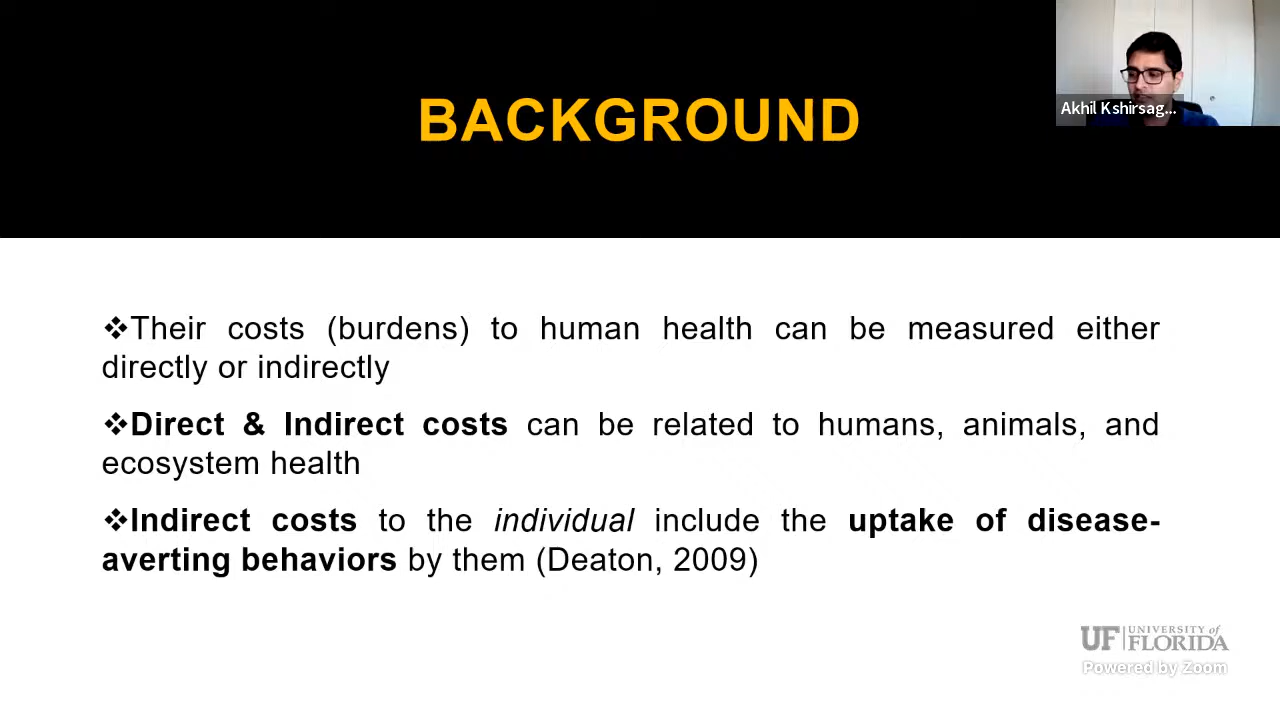 BACKGROUND
Akhil Kshirsag...
❖Their costs (burdens) to human health can be measured either
directly or indirectly
❖Direct & Indirect costs can be related to humans, animals, and
ecosystem health
❖Indirect costs to the individual include the uptake of disease-
averting behaviors by them (Deaton, 2009)
UF UNIVERSITY of
FLORIDA
Powered by Zoom